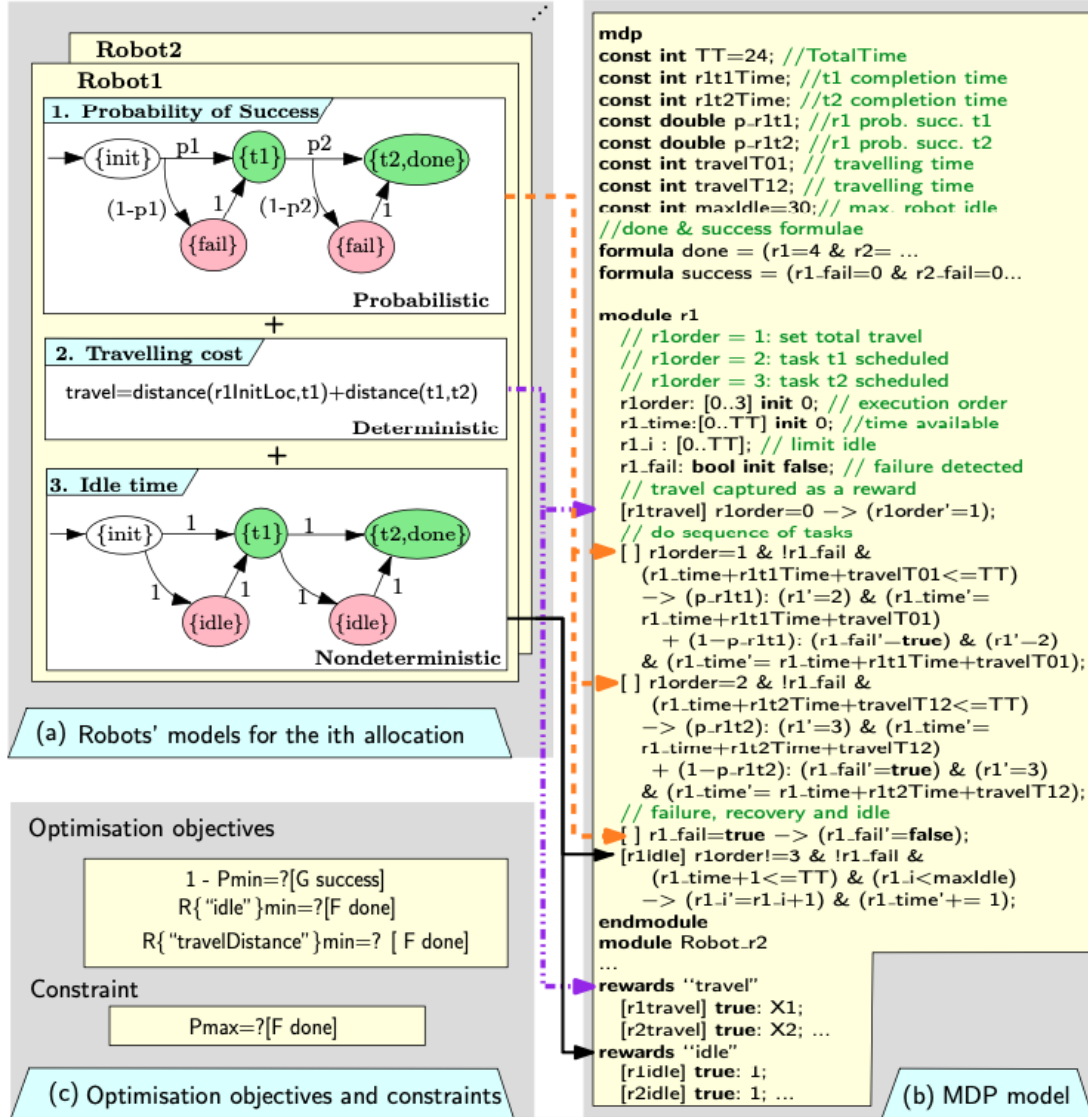 Robot2
Robot1
1. Probability of Success
{init}
p1
{t1}
p2
{t2,done}
(1-p1)
1
(1-p2)
1
{fail}
{fail}
Probabilistic
+
2. Travelling cost
travel=distance(r1InitLoc,t1)+distance(t1,t2)
Deterministic
+
3. Idle time
{init}
1
{t1}
1
{t2,done}
1
1
1
1
{idle}
{idle}
Nondeterministic
(a) Robots' models for the ith allocation
Optimisation objectives
1 - Pmin=?[G success]
R{"idle"}min=?[F done]
R{"travelDistance"}min=? [ F done]
Constraint
Pmax=?[F done]
(c) Optimisation objectives and constraints
mdp
const int TT=24; //TotalTime
const int r1t1Time; //t1 completion time
const int r1t2Time; //t2 completion time
const double p_r1t1; //r1 prob. succ. t1
const double p_r1t2; //r1 prob. succ. t2
const int travelT01; // travelling time
const int travelT12; // travelling time
const int maxIdle=30;// max. robot idle
//done & success formulae
formula done = (r1=4 & r2= ...
formula success = (r1_fail=0 & r2_fail=0...
module r1
// r1order = 1: set total travel
// r1order = 2: task t1 scheduled
// r1order = 3: task t2 scheduled
r1order: [0..3] init 0; // execution order
r1_time:[0..TT] init 0; //time available
r1_i : [0..TT]; // limit idle
r1_fail: bool init false; // failure detected
// travel captured as a reward
[r1travel] r1order=0 −> (r1order'=1);
// do sequence of tasks
[ ] r1order=1 & !r1_fail &
(r1_time+r1t1Time+travelT01<=TT)
−> (p_r1t1): (r1'=2) & (r1_time'=
r1_time+r1t1Time+travelT01)
+ (1−p_r1t1): (r1_fail'=true) & (r1'=2)
& (r1_time'= r1_time+r1t1Time+travelT01);
[ ] r1order=2 & !r1_fail &
(r1_time+r1t2Time+travelT12<=TT)
−> (p_r1t2): (r1'=3) & (r1_time'=
r1_time+r1t2Time+travelT12)
+ (1−p_r1t2): (r1_fail'=true) & (r1'=3)
& (r1_time'= r1_time+r1t2Time+travelT12);
// failure, recovery and idle
[ ] r1_fail=true −> (r1_fail'=false);
[r1Idle] r1order!=3 & !r1_fail &
(r1_time+1<=TT) & (r1_i<maxIdle)
−> (r1_i'=r1_i+1) & (r1_time'+= 1);
endmodule
module Robot_r2
...
rewards "travel"
[r1travel] true: X1;
[r2travel] true: X2; ...
rewards "idle"
[r1idle] true: 1;
[r2idle] true: 1; ...
(b) MDP model